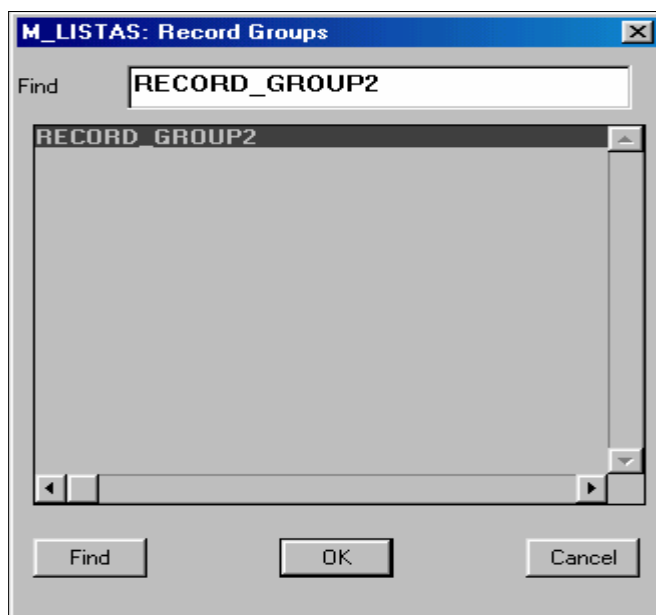 M_LISTAS: Record Groups
Find RECORD_GROUP2
RECORD_GROUP2
Find OK Cancel